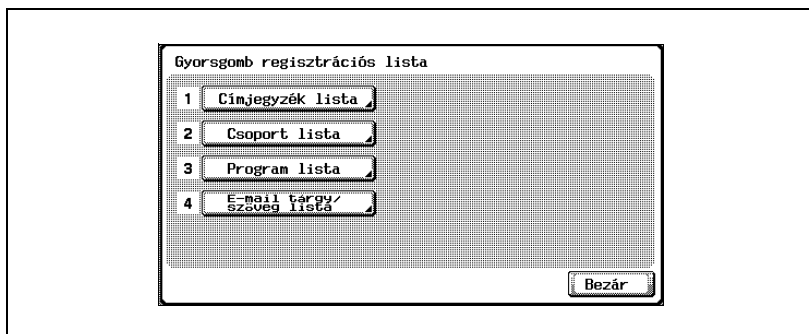 Gyorsgomb regisztrációs lista
1 Címjegyzék lista
2 Csoport lista
3 Program lista
4 E-mail tárgy/
szöveg lista
Bezár